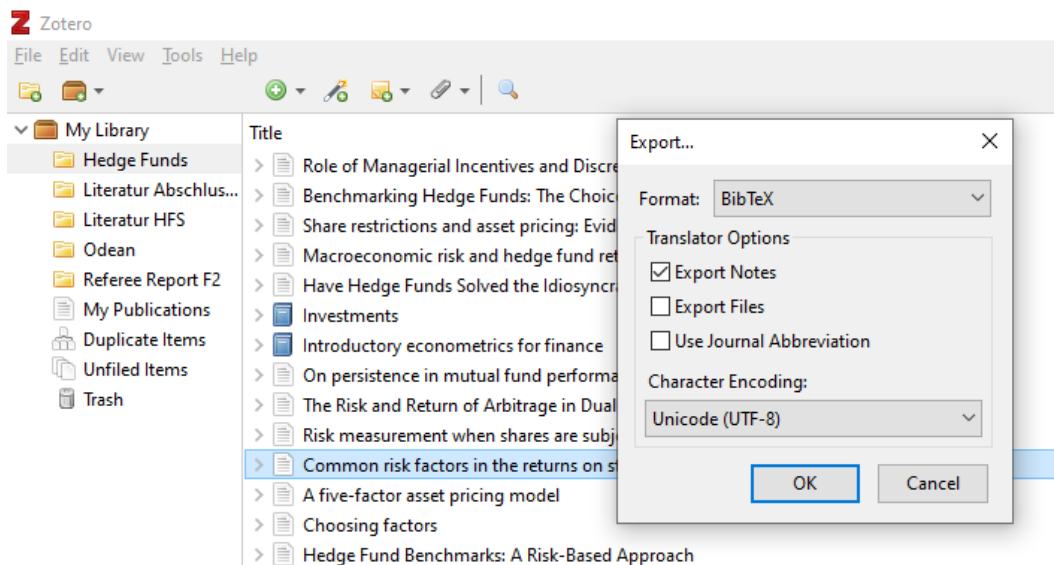 Zotero
File Edit View Tools Help
My Library
Hedge Funds
Literatur Abschlus...
Literatur HFS
Odean
Referee Report F2
My Publications
Duplicate Items
Unfiled Items
Trash
Title
Role of Managerial Incentives and Discre
Benchmarking Hedge Funds: The Choic
Share restrictions and asset pricing: Evid
Macroeconomic risk and hedge fund ret
Have Hedge Funds Solved the Idiosyncra
Investments
Introductory econometrics for finance
On persistence in mutual fund performa
The Risk and Return of Arbitrage in Dual
Risk measurement when shares are subj
Common risk factors in the returns on st
A five-factor asset pricing model
Choosing factors
Hedge Fund Benchmarks: A Risk-Based Approach
Export...
Format: BibTeX
Translator Options
Export Notes
Export Files
Use Journal Abbreviation
Character Encoding:
Unicode (UTF-8)
OK Cancel